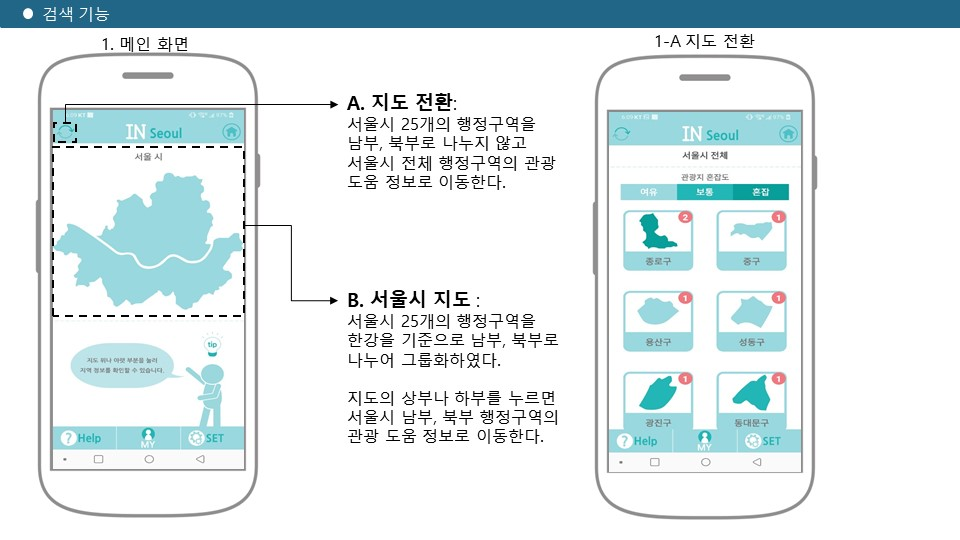 검색 기능
1. 메인 화면
1-A 지도 전환
IN Seoul
서울 시
지도 위나 아랫 부분을 눌러
지역 정보를 확인할 수 있습니다.
tip
Help
MY
SET
A. 지도 전환:
서울시 25개의 행정구역을
남부, 북부로 나누지 않고
서울시 전체 행정구역의 관광
도움 정보로 이동한다.
B. 서울시 지도 :
서울시 25개의 행정구역을
한강을 기준으로 남부, 북부로
나누어 그룹화하였다.
지도의 상부나 하부를 누르면
서울시 남부, 북부 행정구역의
관광 도움 정보로 이동한다.
IN Seoul
서울시 전체
관광지 혼잡도
여유 보통 혼잡
2 1
종로구 중구
1 1
용산구 성동구
1 1
광진구 동대문구
Help
MY
SET